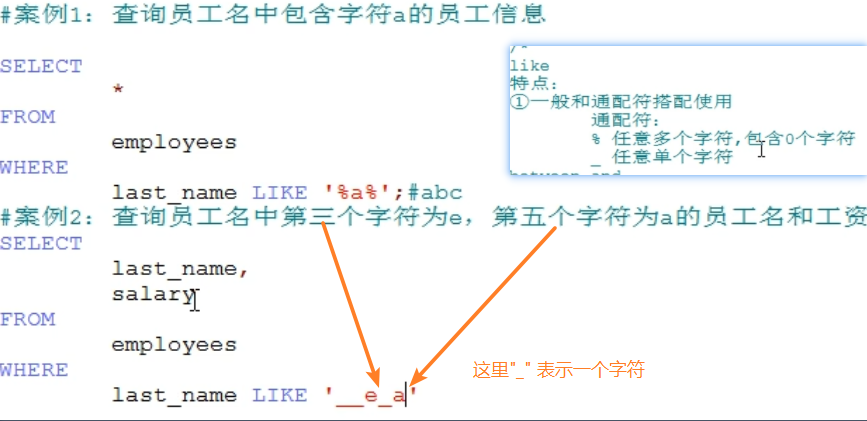 #案例1: 查询员工名中包含字符a的员工信息
SELECT
*
FROM
employees
WHERE
last_name LIKE '%a%';#abc
like
特点:
①一般和通配符搭配使用
通配符:
% 任意多个字符,包含0个字符
_ 任意单个字符
#案例2: 查询员工名中第三个字符为e，第五个字符为a的员工名和工资
SELECT
last_name,
salary
FROM
employees
WHERE
last_name LIKE '__e_a'
这里"_" 表示一个字符